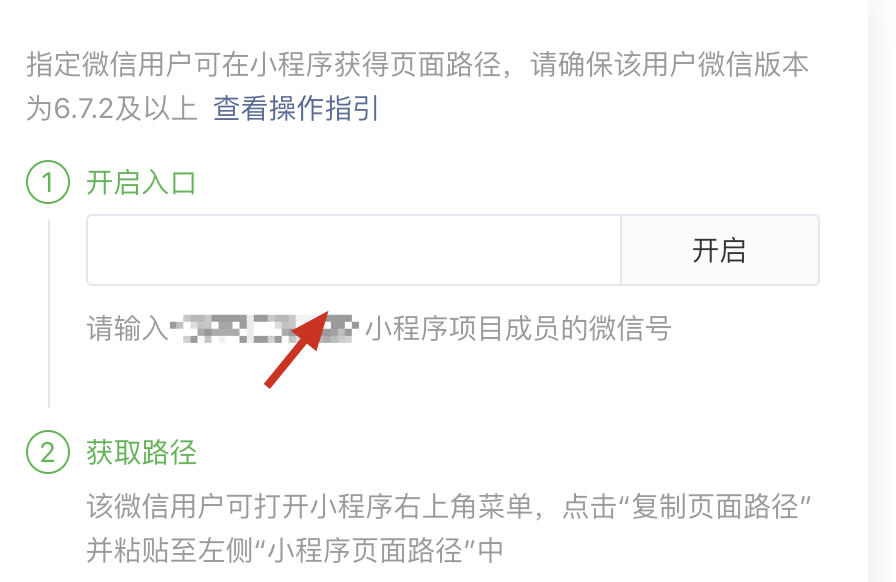 指定微信用户可在小程序获得页面路径，请确保该用户微信版本
为6.7.2及以上 查看操作指引
1 开启入口
开启
请输入 小程序项目成员的微信号
2 获取路径
该微信用户可打开小程序右上角菜单，点击“复制页面路径”
并粘贴至左侧“小程序页面路径”中